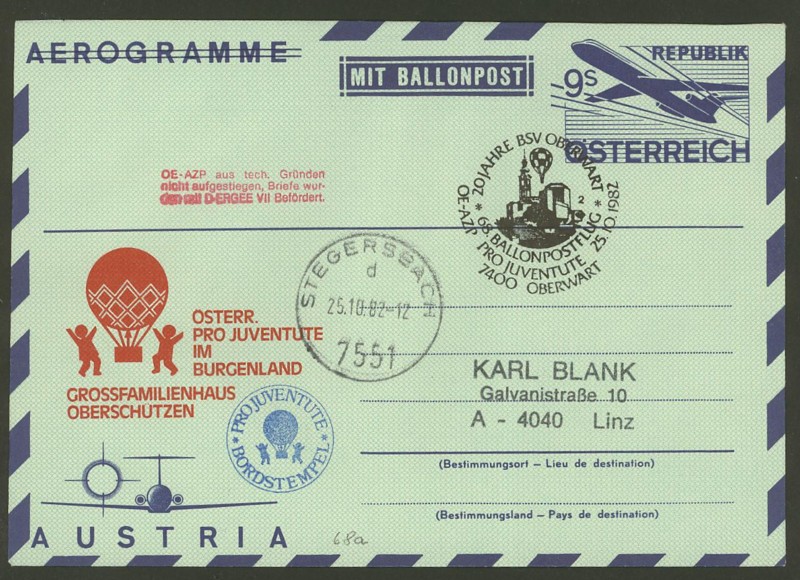 AEROGRAMME
MIT BALLONPOST
REPUBLIK
9S
ÖSTERREICH
OE-AZP aus tech. Gründen
nicht aufgestiegen, Briefe wur-
den mit D-ERGEE VII Befördert.
* 20 JAHRE BSV OBERWART *
68. BALLONPOSTFLUG
2
OE-AZP PRO JUVENTUTE 25.10.1982
7400 OBERWART
STEGERSBACH
d
25.10.82-12
7551
ÖSTERR.
PRO JUVENTUTE
IM
BURGENLAND
GROSSFAMILIENHAUS
OBERSCHÜTZEN
KARL BLANK
Galvanistraße 10
A - 4040 Linz
* PRO JUVENTUTE *
BORDSTEMPEL
(Bestimmungsort – Lieu de destination)
(Bestimmungsland – Pays de destination)
AUSTRIA
68a